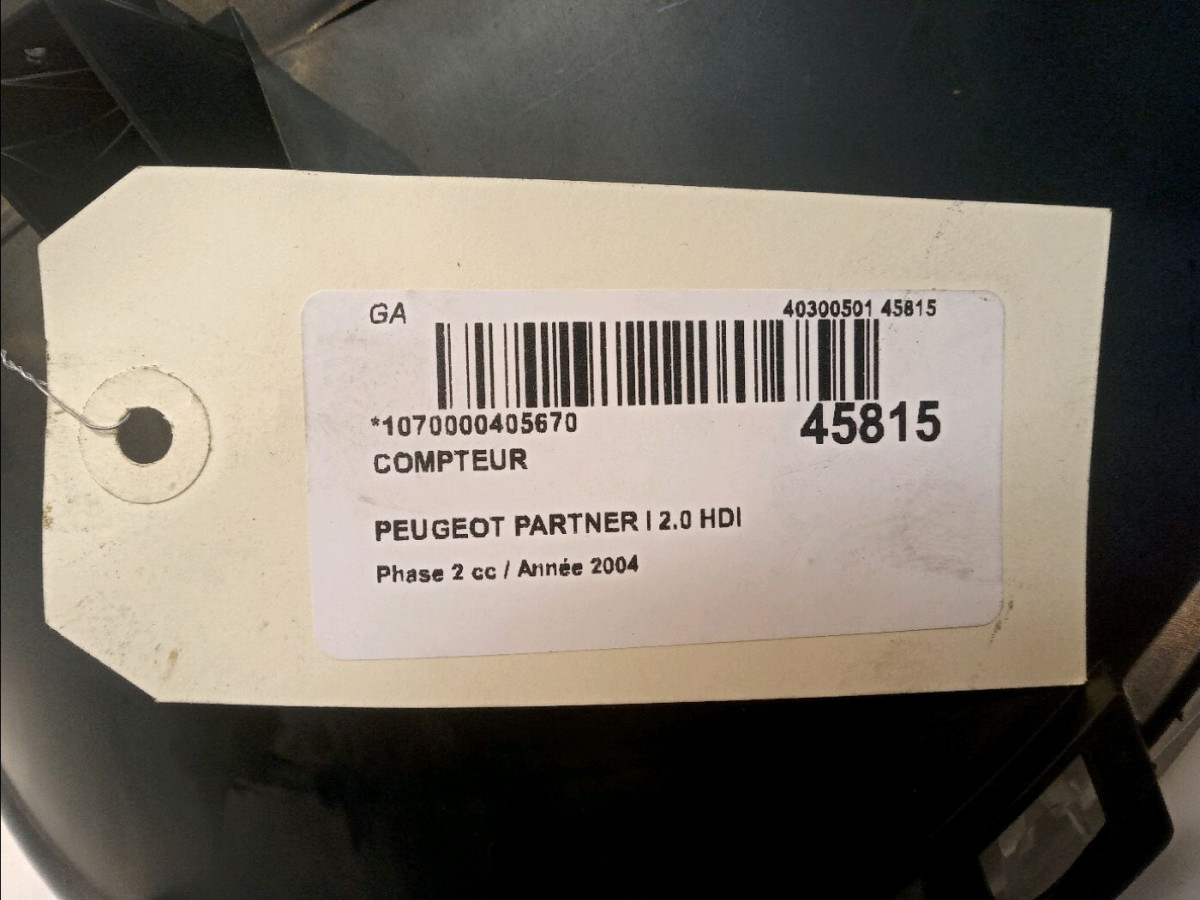 GA
40300501 45815
*1070000405670
45815
COMPTEUR
PEUGEOT PARTNER I 2.0 HDI
Phase 2 cc / Année 2004